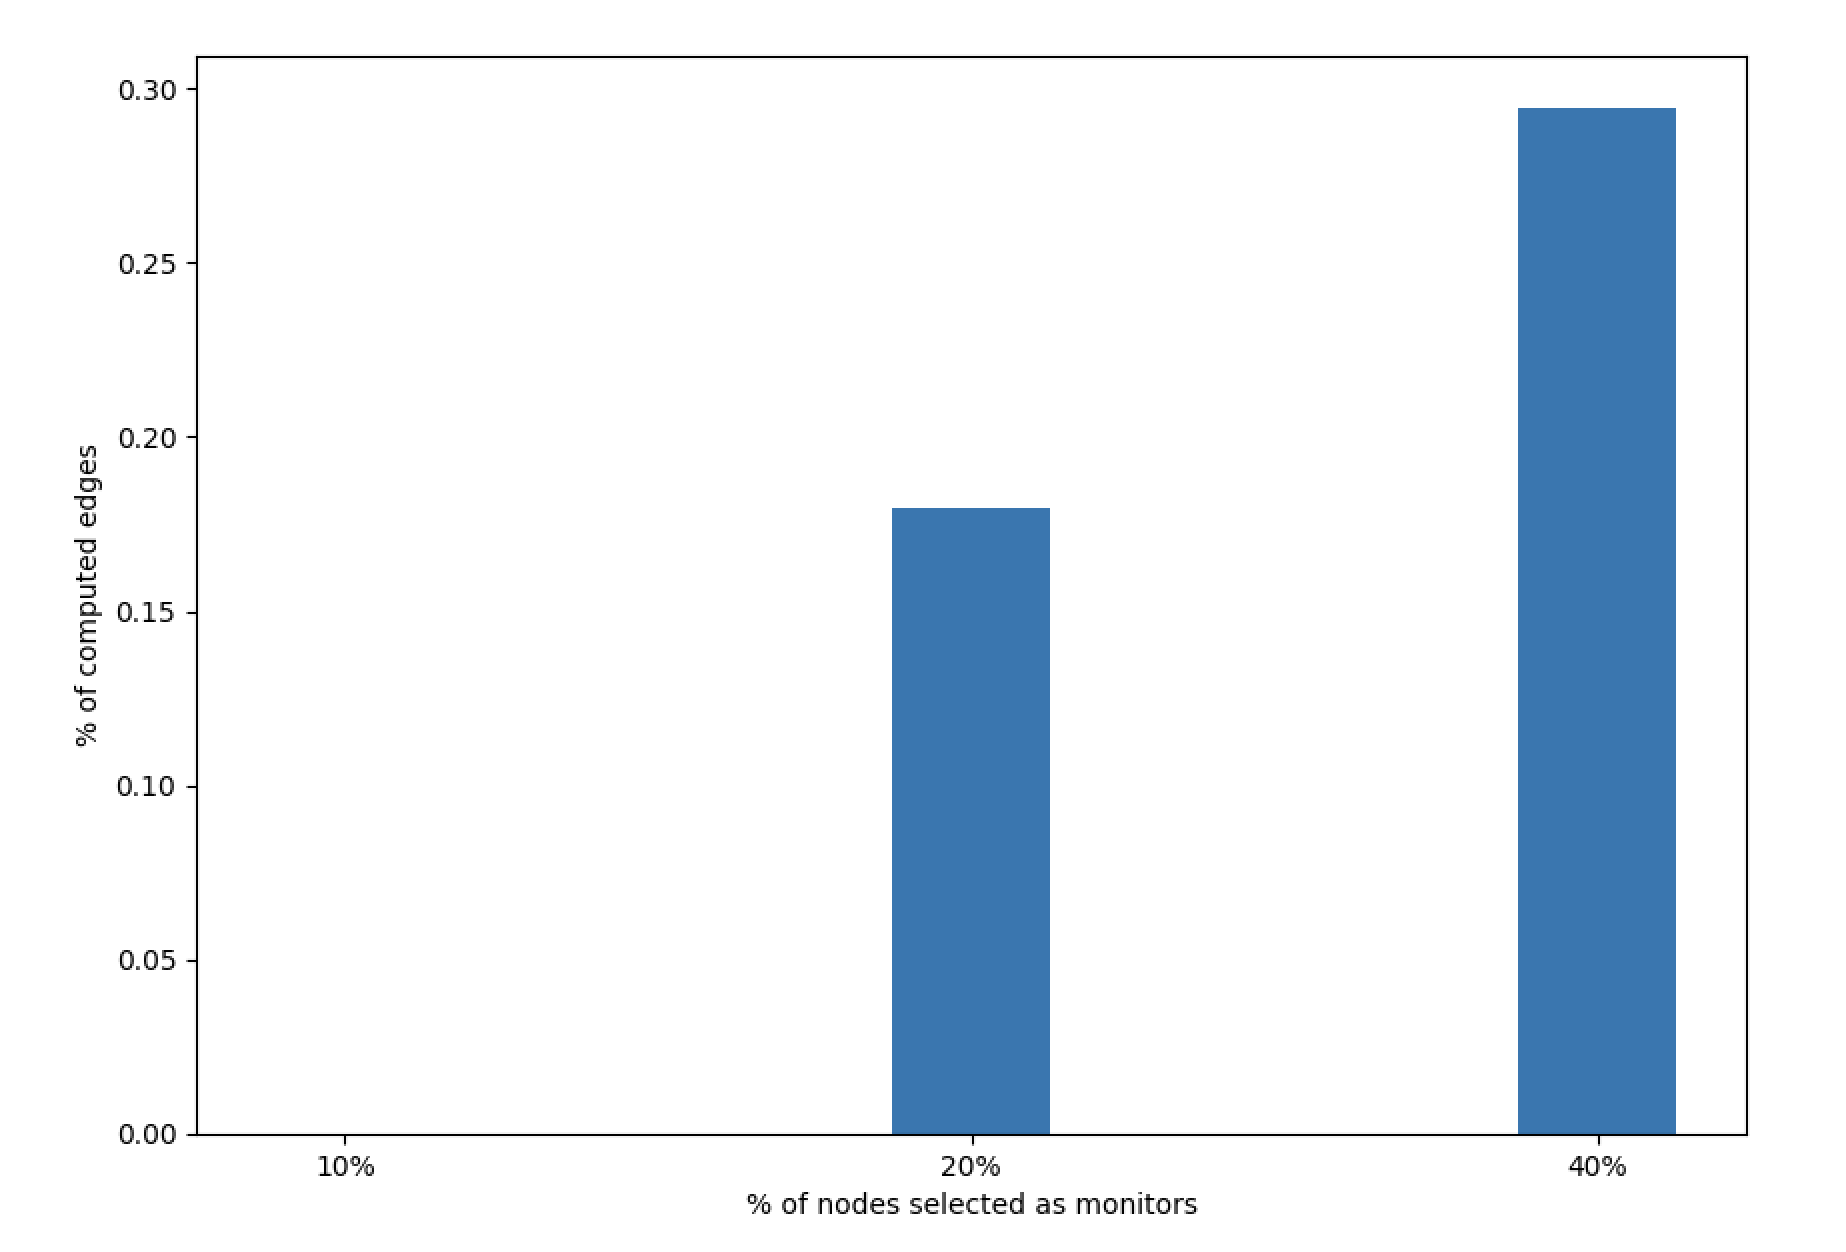 0.30
0.25
0.20
0.15
0.10
0.05
0.00
% of computed edges
10% 20% 40%
% of nodes selected as monitors